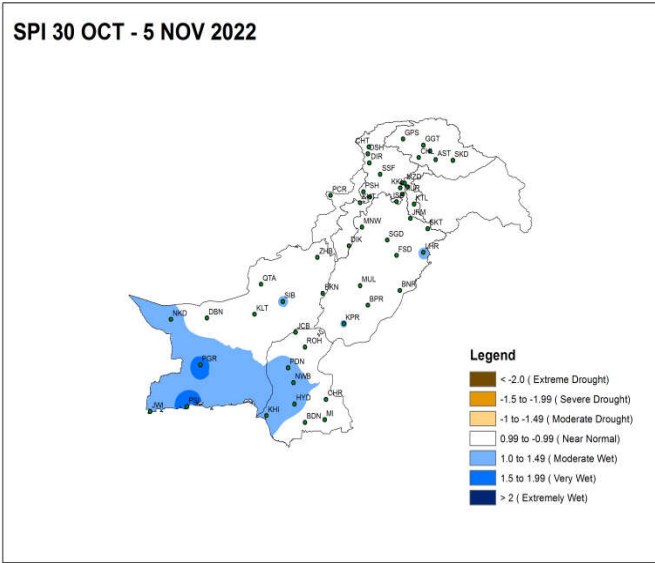 SPI 30 OCT - 5 NOV 2022
GPS
CHT
DSH
GGT
DIR
AST
SKD
SSF
MZD
PCR
PSH
KTL
JRM
SKT
MNW
SGD
DIK
FSD
LHR
ZHB
QTA
MUL
BNR
SIB
BPR
KLT
NKD
DBN
KPR
JCB
ROH
PGR
PDN
NWB
HYD
CHR
JWI
KHI
BDN
MI
Legend
< -2.0 ( Extreme Drought)
-1.5 to -1.99 ( Severe Drought)
-1 to -1.49 ( Moderate Drought)
0.99 to -0.99 ( Near Normal)
1.0 to 1.49 ( Moderate Wet)
1.5 to 1.99 ( Very Wet)
> 2 ( Extremely Wet)